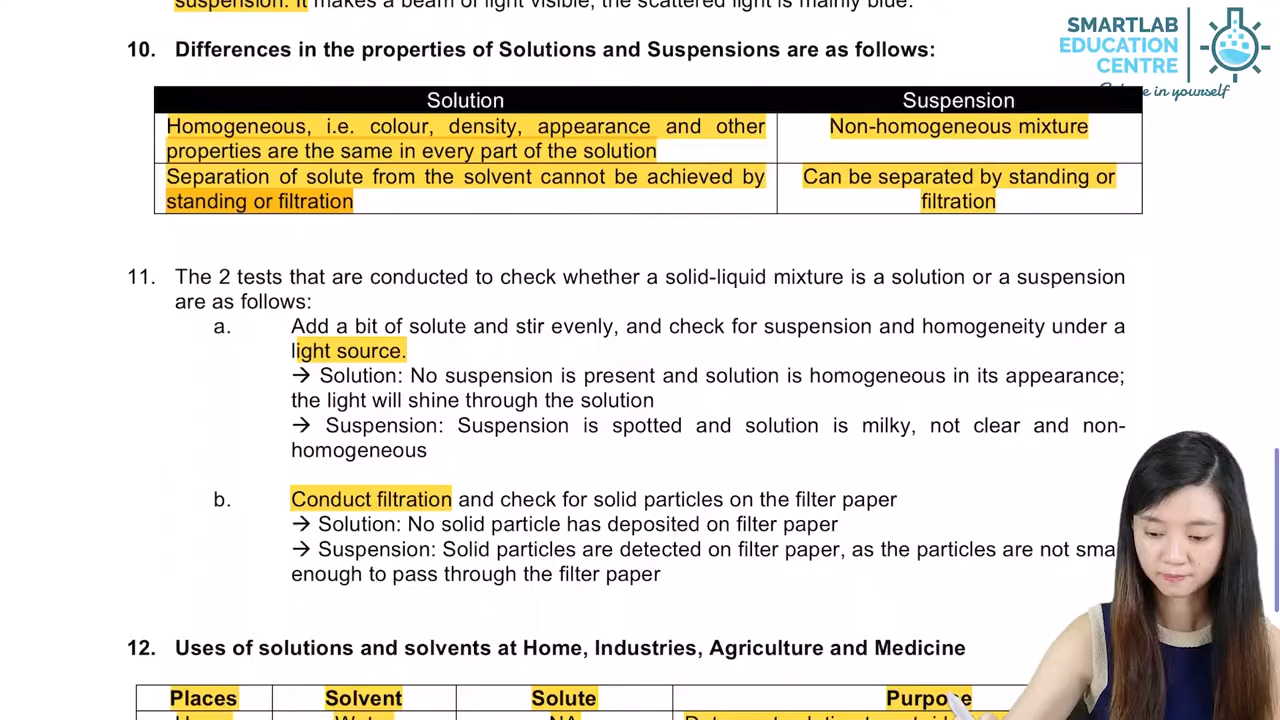 suspension. It makes a beam of light visible, the scattered light is mainly blue.
SMARTLAB
EDUCATION
CENTRE
in yourself
10. Differences in the properties of Solutions and Suspensions are as follows:
Solution Suspension
Homogeneous, i.e. colour, density, appearance and other Non-homogeneous mixture
properties are the same in every part of the solution
Separation of solute from the solvent cannot be achieved by Can be separated by standing or
standing or filtration filtration
11. The 2 tests that are conducted to check whether a solid-liquid mixture is a solution or a suspension
are as follows:
a. Add a bit of solute and stir evenly, and check for suspension and homogeneity under a
light source.
→ Solution: No suspension is present and solution is homogeneous in its appearance;
the light will shine through the solution
→ Suspension: Suspension is spotted and solution is milky, not clear and non-
homogeneous
b. Conduct filtration and check for solid particles on the filter paper
→ Solution: No solid particle has deposited on filter paper
→ Suspension: Solid particles are detected on filter paper, as the particles are not sma
enough to pass through the filter paper
12. Uses of solutions and solvents at Home, Industries, Agriculture and Medicine
Places Solvent Solute Purpose
Water NA